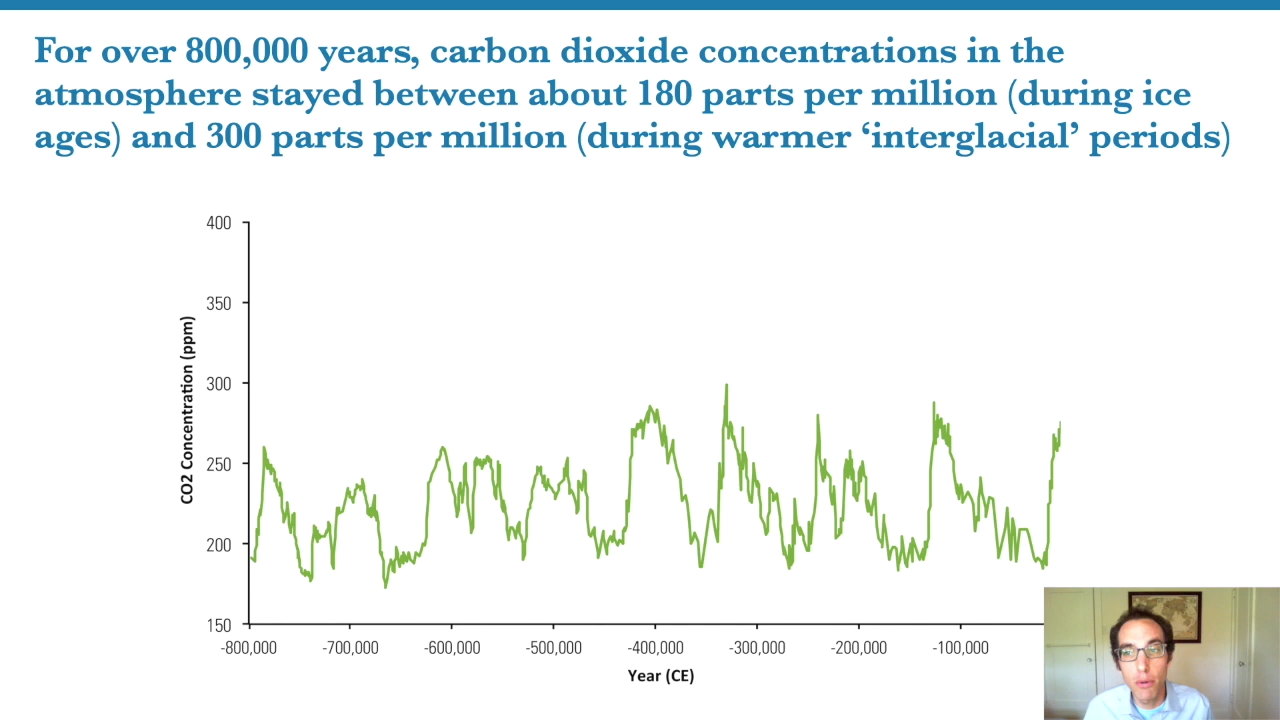 For over 800,000 years, carbon dioxide concentrations in the
atmosphere stayed between about 180 parts per million (during ice
ages) and 300 parts per million (during warmer ‘interglacial’ periods)
400
350
300
250
200
150
CO2 Concentration (ppm)
-800,000
-700,000
-600,000
-500,000
-400,000
-300,000
-200,000
-100,000
Year (CE)